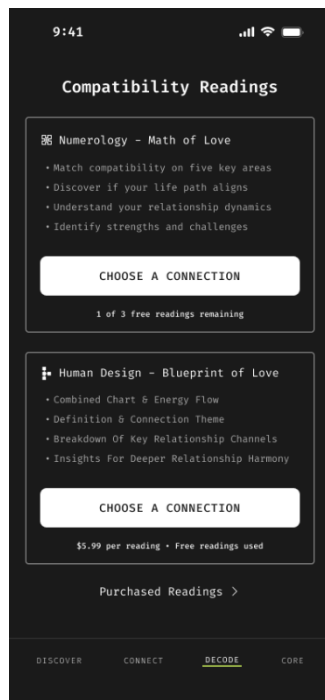 9:41
Compatibility Readings
Numerology - Math of Love
• Match compatibility on five key areas
• Discover if your life path aligns
• Understand your relationship dynamics
• Identify strengths and challenges
CHOOSE A CONNECTION
1 of 3 free readings remaining
Human Design - Blueprint of Love
• Combined Chart & Energy Flow
• Definition & Connection Theme
• Breakdown Of Key Relationship Channels
• Insights For Deeper Relationship Harmony
CHOOSE A CONNECTION
$5.99 per reading • Free readings used
Purchased Readings >
DISCOVER CONNECT DECODE CORE